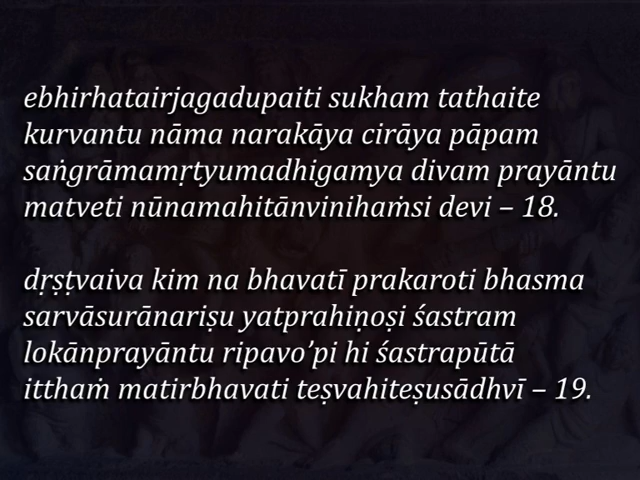 ebhirhatairjagadupaiti sukham tathaite
kurvantu nāma narakāya cirāya pāpam
saṅgrāmamṛtyumadhigamya divam prayāntu
matveti nūnamahitānvinihaṁsi devi – 18.

dṛṣṭvaiva kim na bhavatī prakaroti bhasma
sarvāsurānariṣu yatprahiṇoṣi śastram
lokānprayāntu ripavo’pi hi śastrapūtā
itthaṁ matirbhavati teṣvahiteṣusādhvī – 19.